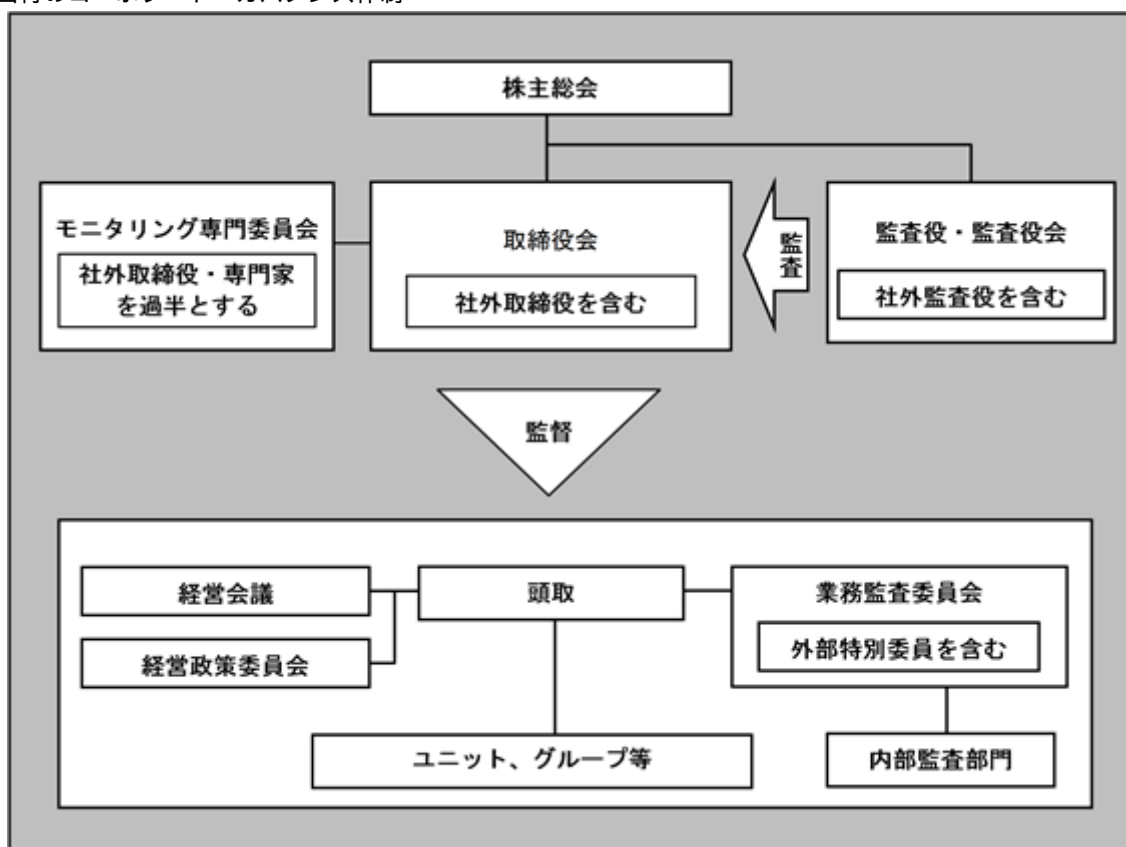 株主総会
モニタリング専門委員会
社外取締役・専門家
を過半とする
取締役会
社外取締役を含む
監査
監査役・監査役会
社外監査役を含む
監督
経営会議
経営政策委員会
頭取
業務監査委員会
外部特別委員を含む
ユニット、グループ等
内部監査部門